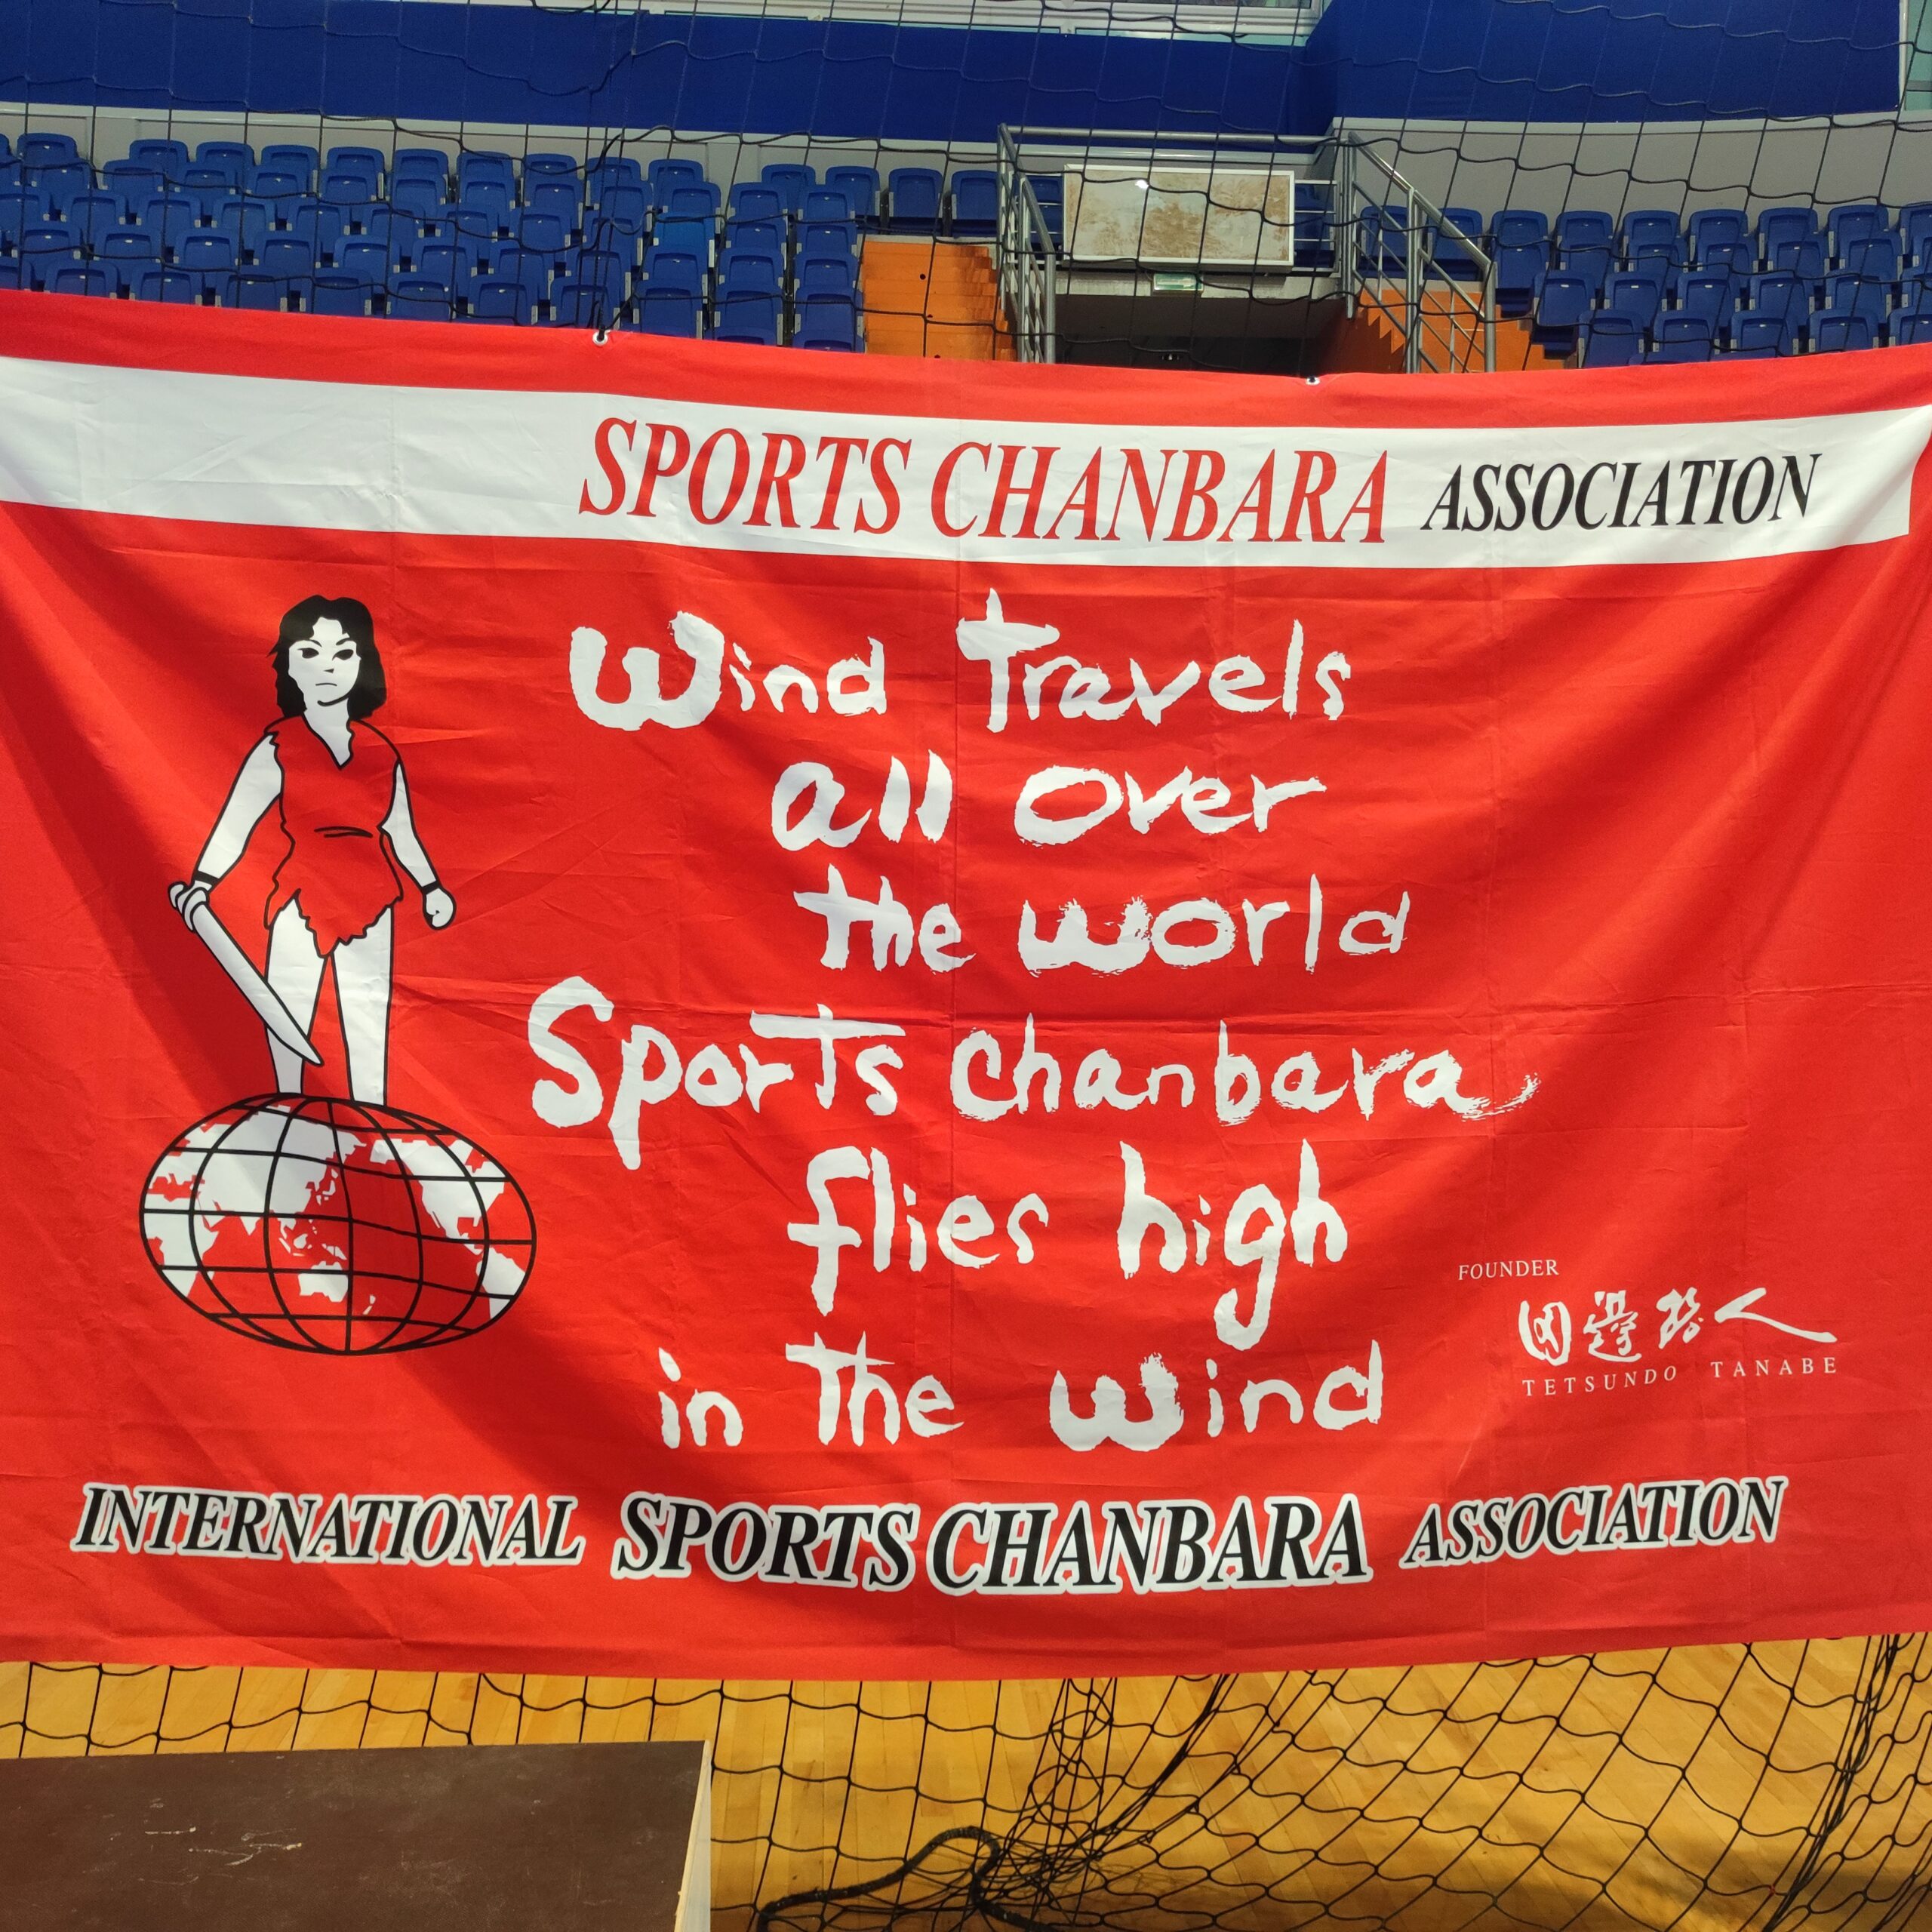 SPORTS CHANBARA ASSOCIATION
Wind Travels
all over
the world
Sports chanbara
flies high
in The wind
FOUNDER
田邊哲人
TETSUNDO TANABE
INTERNATIONAL SPORTS CHANBARA ASSOCIATION